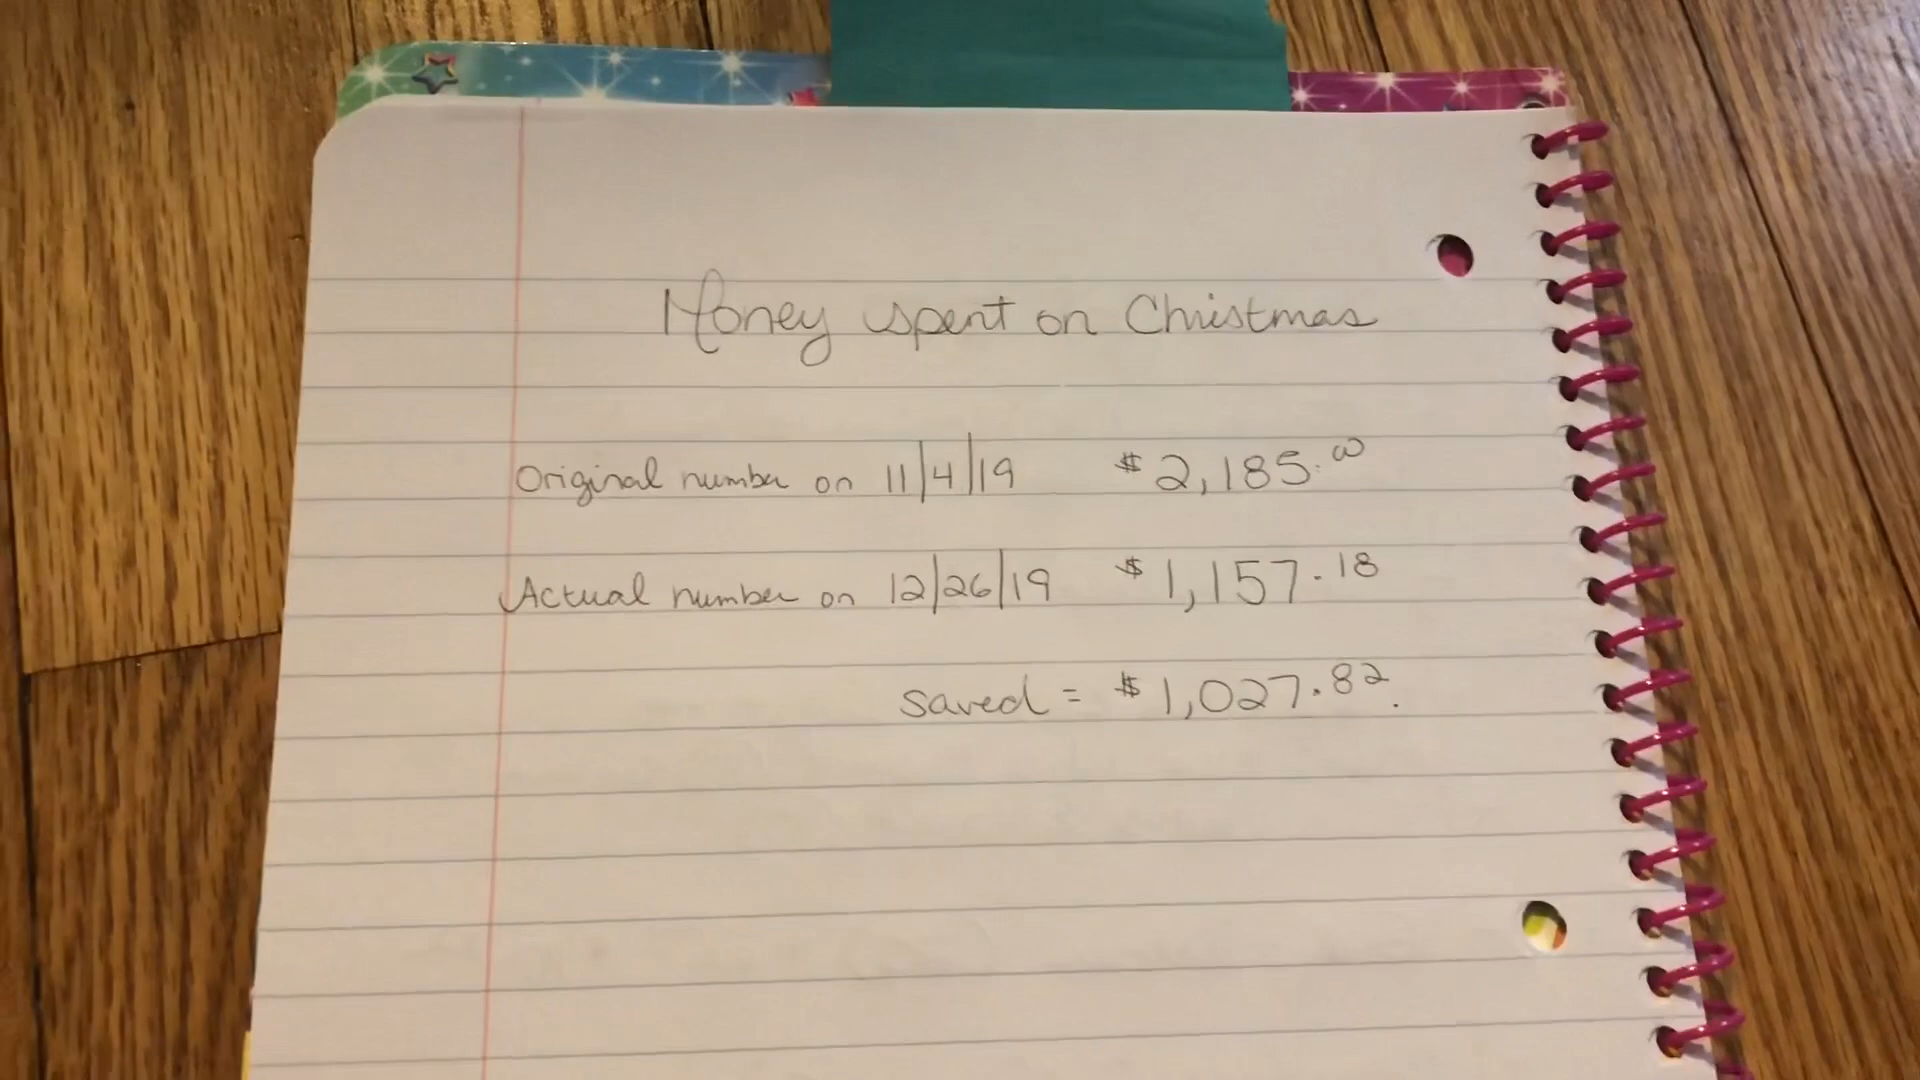 Money spent on Christmas
Original number on 11/4/19 $2,185.00
Actual number on 12/26/19 $1,157.18
saved = $1,027.82.